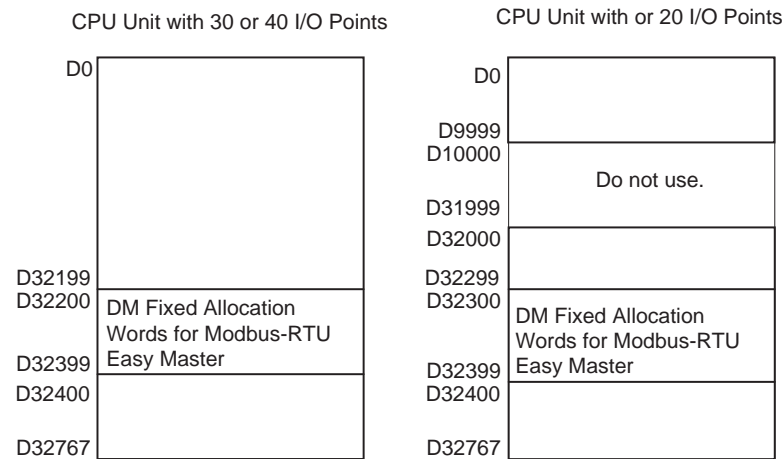 CPU Unit with 30 or 40 I/O Points
D0
D32199
D32200
DM Fixed Allocation
Words for Modbus-RTU
Easy Master
D32399
D32400
D32767
CPU Unit with or 20 I/O Points
D0
D9999
D10000
Do not use.
D31999
D32000
D32299
D32300
DM Fixed Allocation
Words for Modbus-RTU
Easy Master
D32399
D32400
D32767